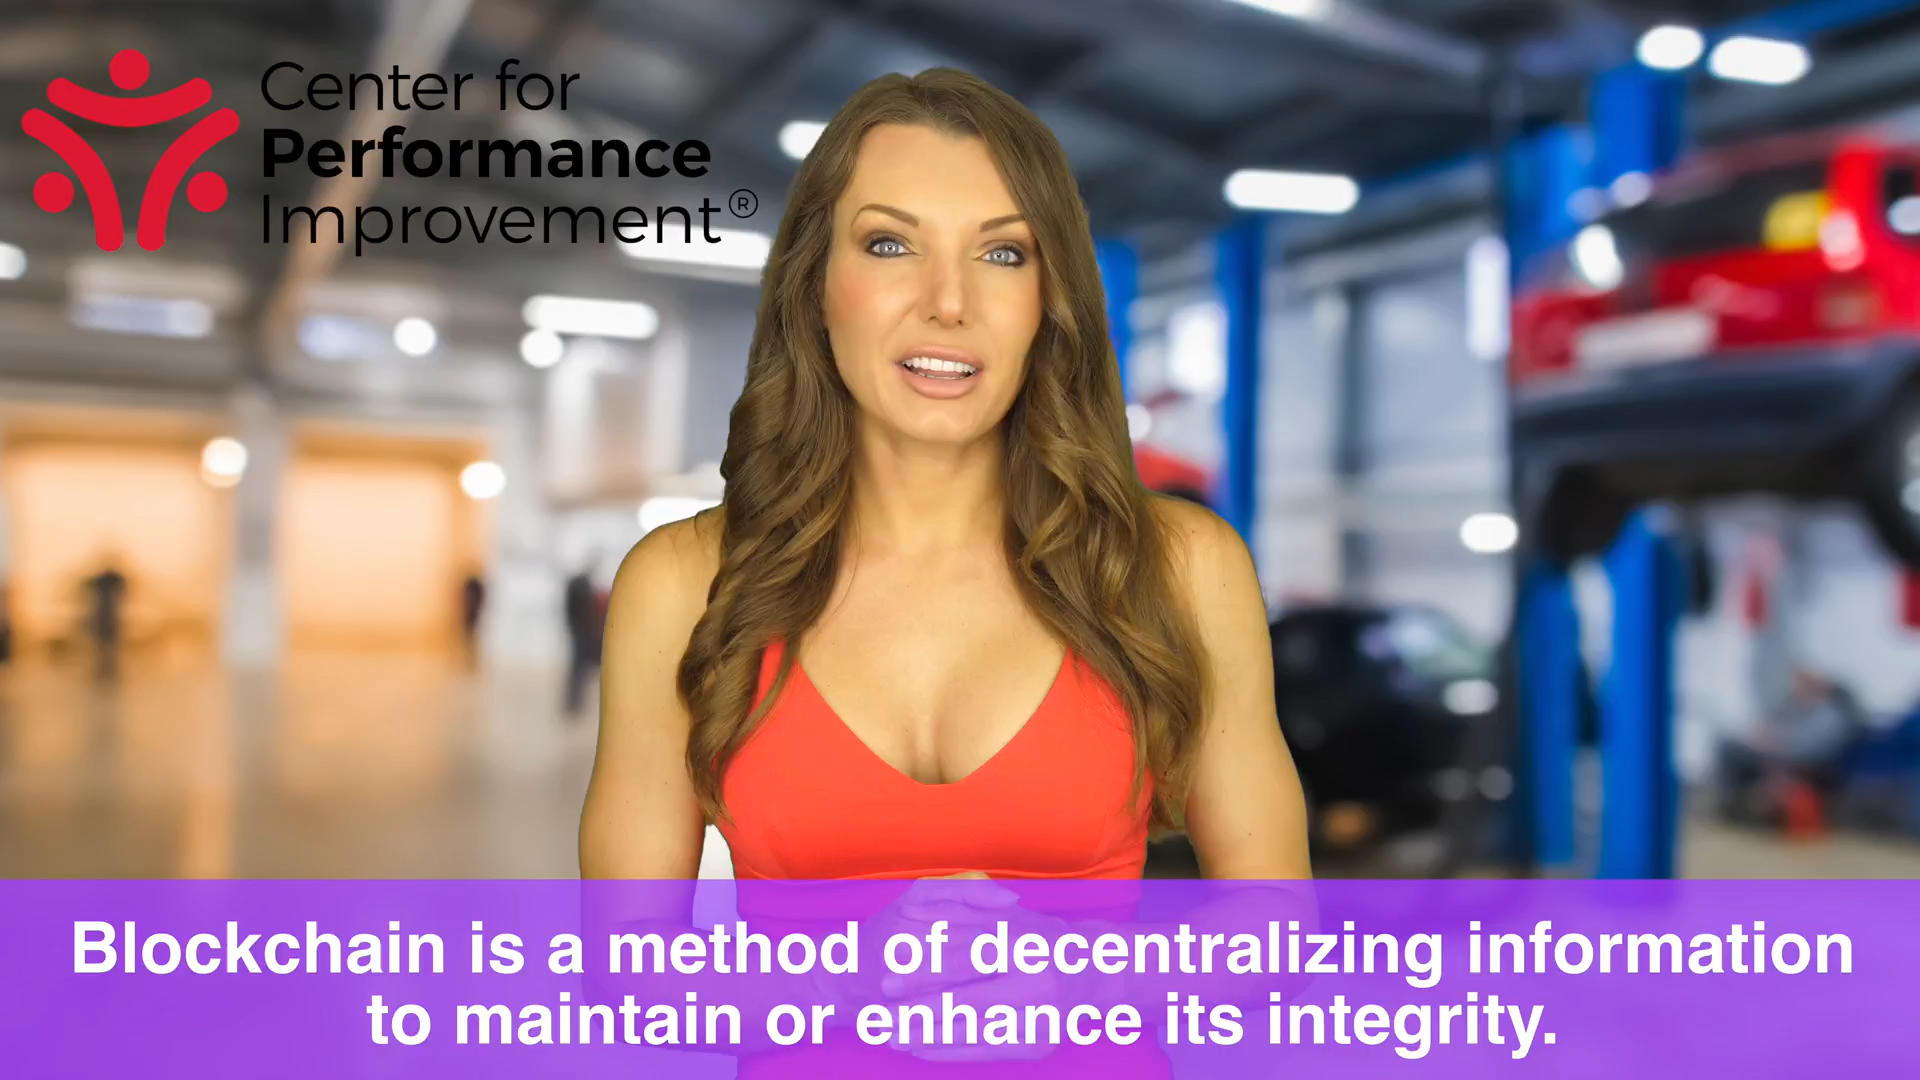 Center for
Performance
Improvement®
Blockchain is a method of decentralizing information
to maintain or enhance its integrity.